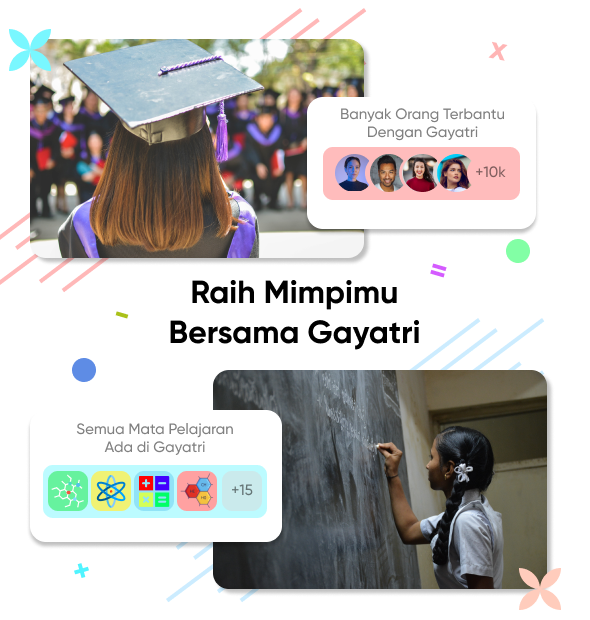 Banyak Orang Terbantu
Dengan Gayatri
+10k
Raih Mimpimu
Bersama Gayatri
Semua Mata Pelajaran
Ada di Gayatri
+15